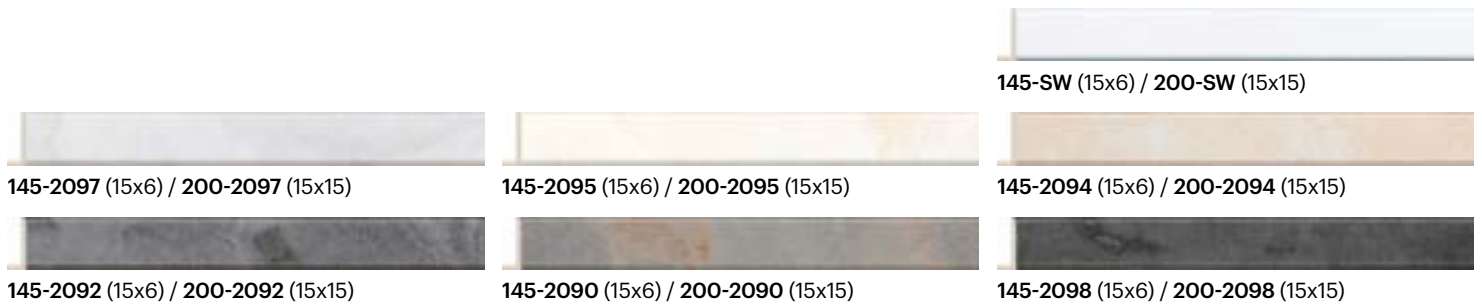 145-SW (15x6) / 200-SW (15x15)
145-2097 (15x6) / 200-2097 (15x15)
145-2095 (15x6) / 200-2095 (15x15)
145-2094 (15x6) / 200-2094 (15x15)
145-2092 (15x6) / 200-2092 (15x15)
145-2090 (15x6) / 200-2090 (15x15)
145-2098 (15x6) / 200-2098 (15x15)